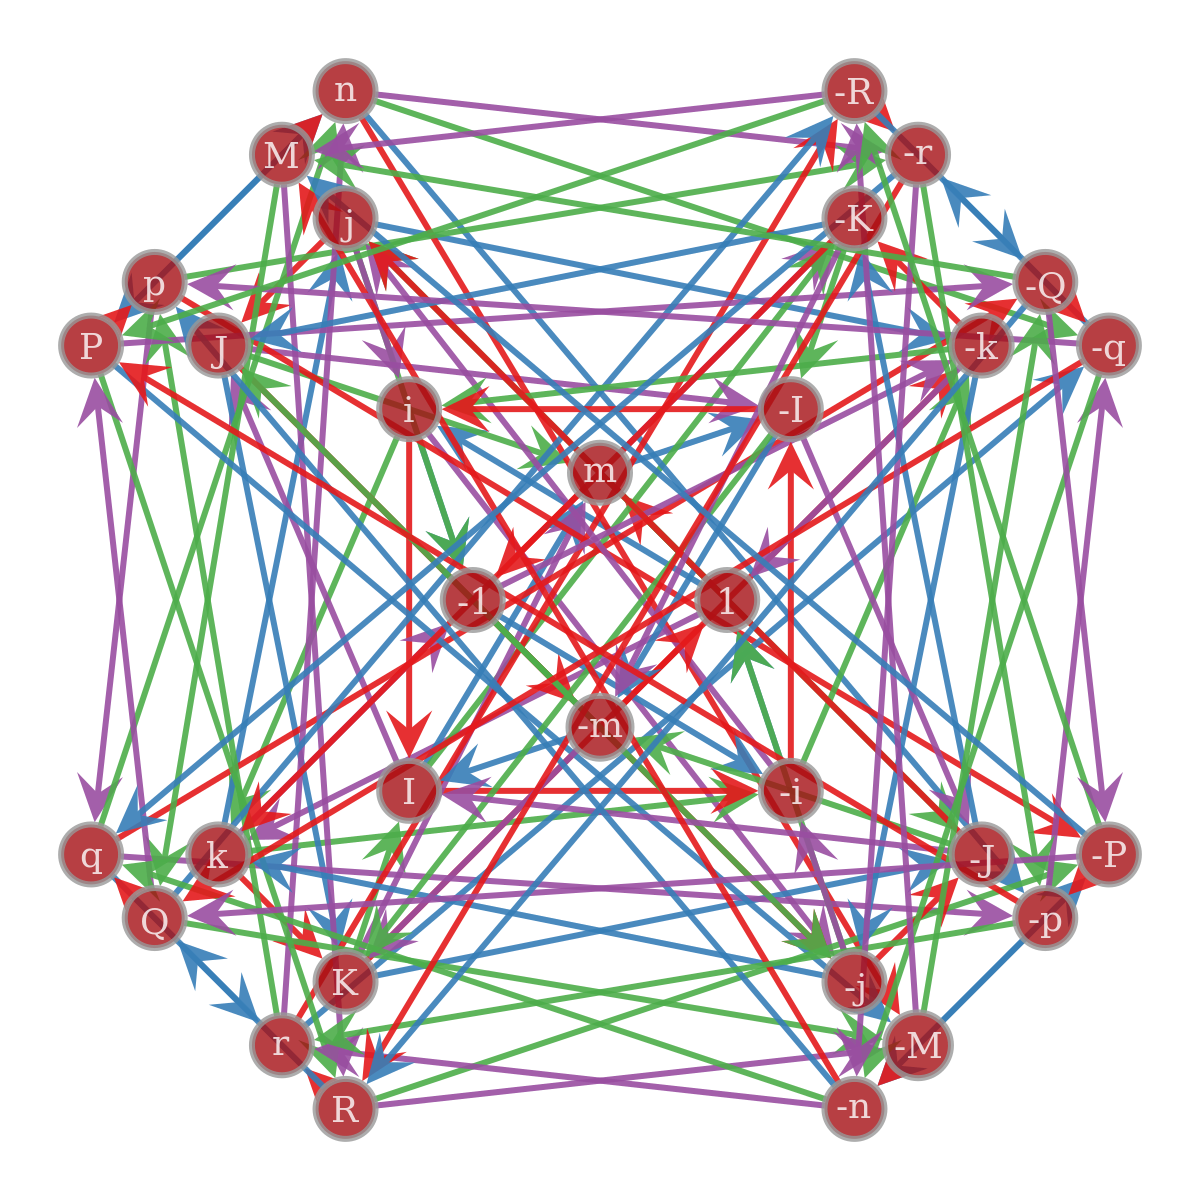 n -R
M -r
j -K
p -Q
P J -k -q
i -I
m
-1 1
-m
I -i
q k -J -P
Q -p
K -j
r -M
R -n